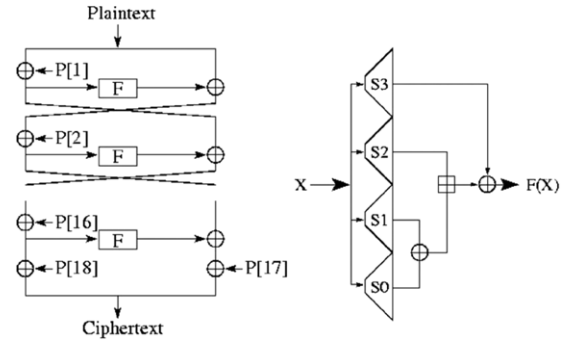 Plaintext
P[1]
F
P[2]
F
P[16]
F
P[18]
P[17]
Ciphertext
S3
S2
X
F(X)
S1
S0